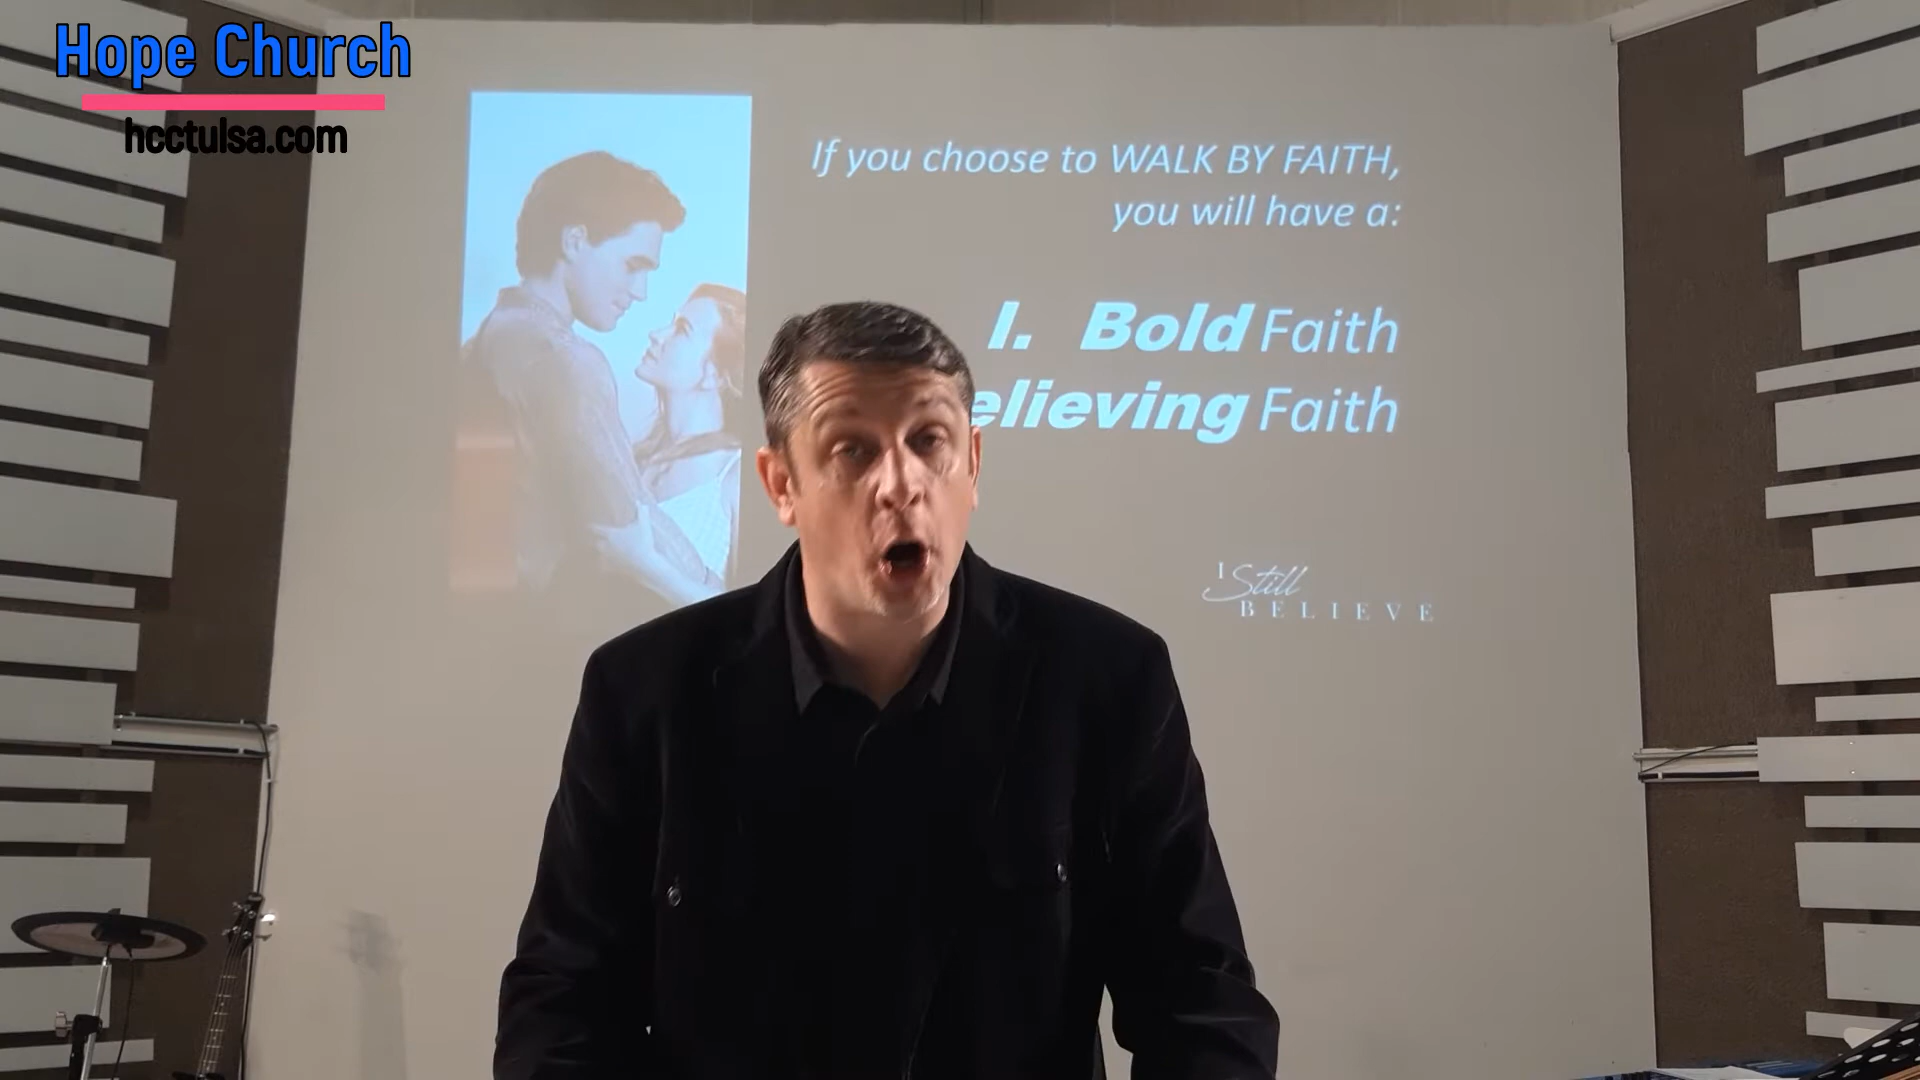 Hope Church
hcctulsa.com
If you choose to WALK BY FAITH,
you will have a:
I. Bold Faith
elieving Faith
I Still
BELIEVE